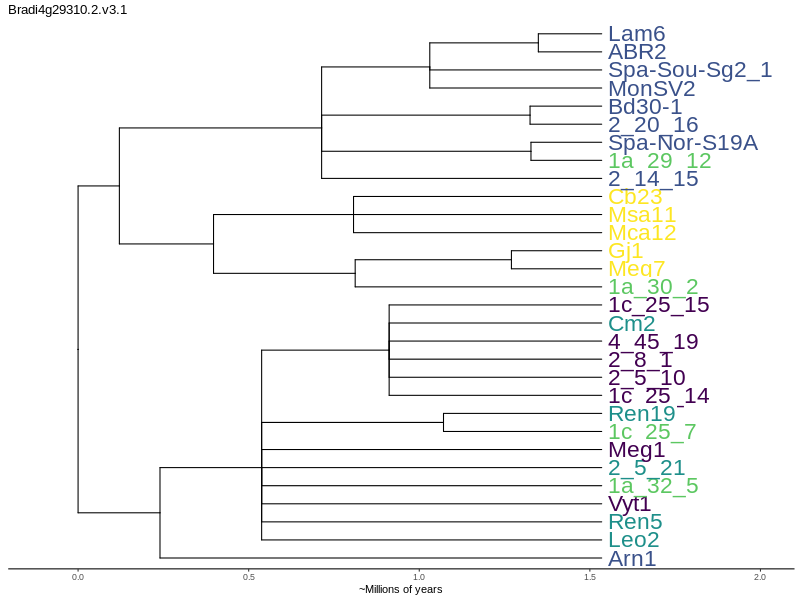 Bradi4g29310.2.v3.1
Lam6
ABR2
Spa-Sou-Sg2_1
MonSV2
Bd30-1
2_20_16
Spa-Nor-S19A
1a_29_12
2_14_15
Cb23
Msa11
Mca12
Gj1
Meg7
1a_30_2
1c_25_15
Cm2
4_45_19
2_8_1
2_5_10
1c_25_14
Ren19
1c_25_7
Meg1
2_5_21
1a_32_5
Vyt1
Ren5
Leo2
Arn1
0.0 0.5 1.0 1.5 2.0
~Millions of years